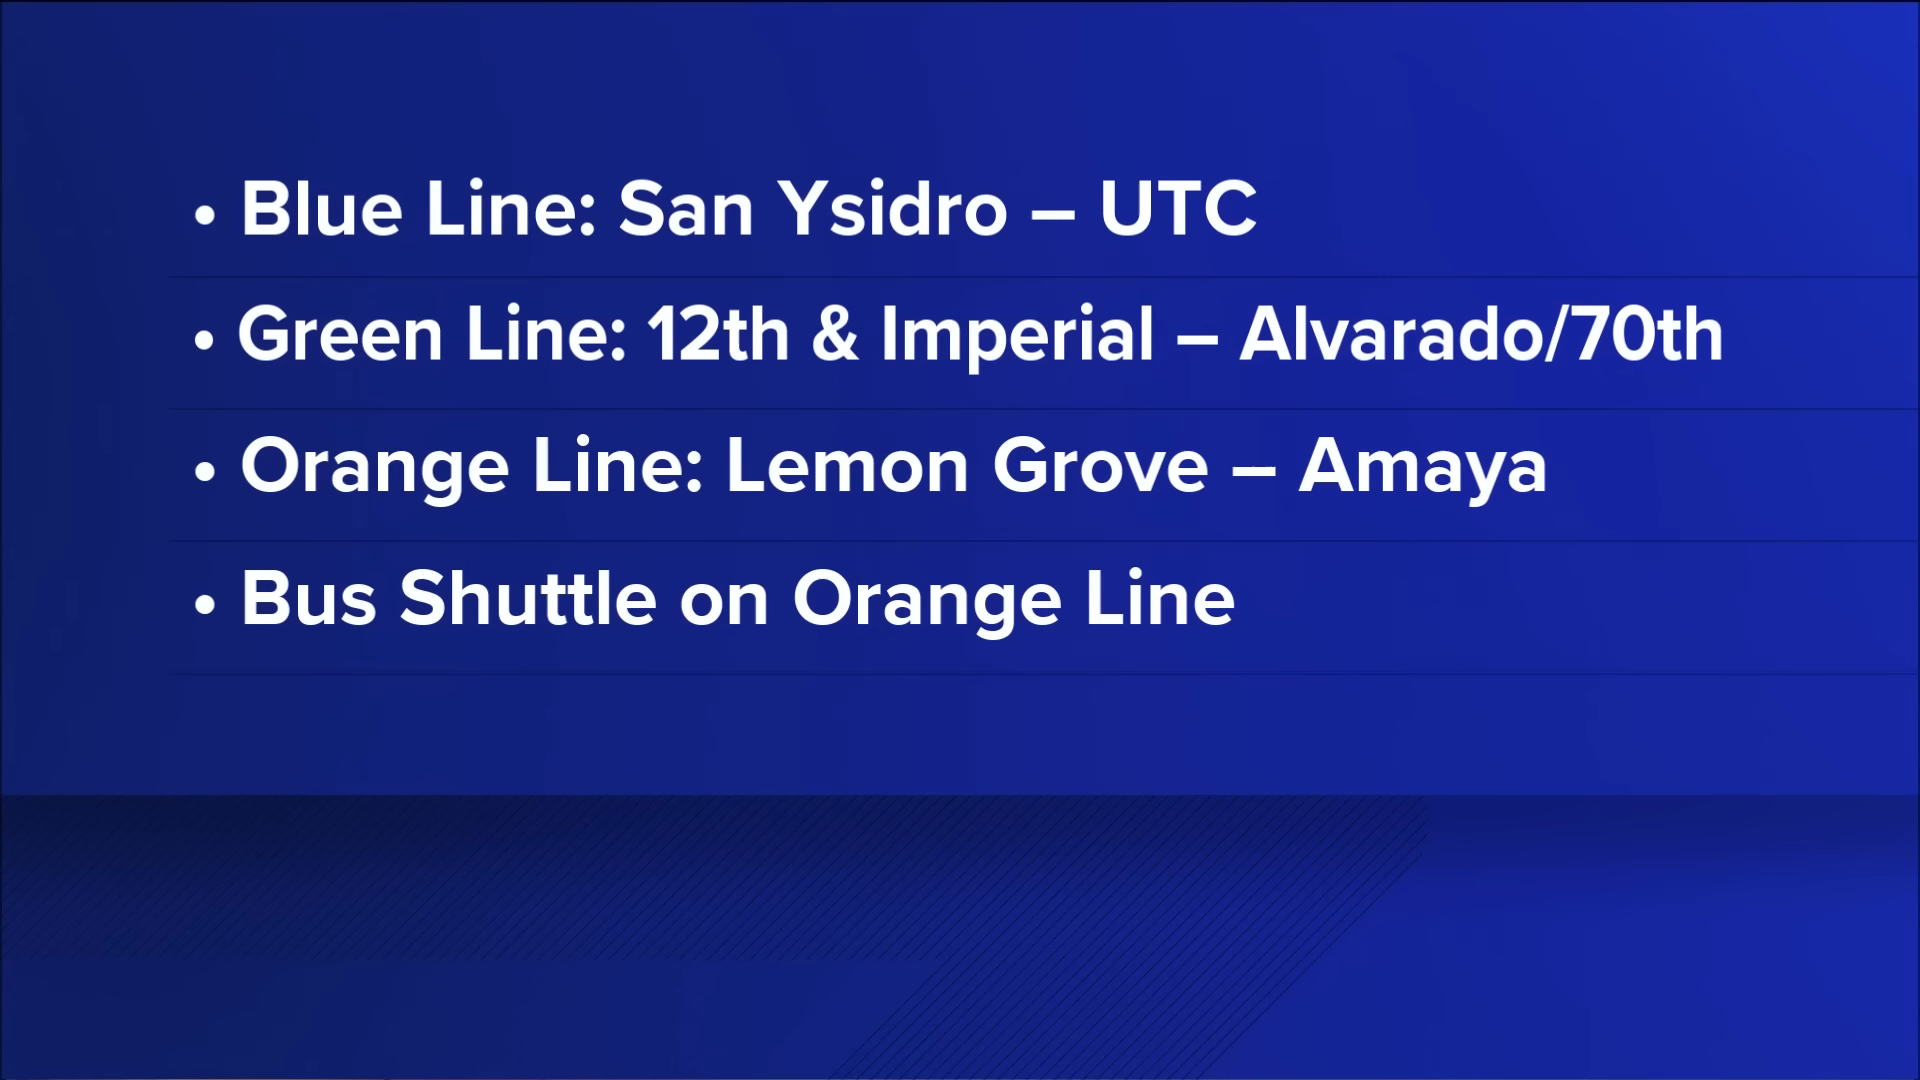 • Blue Line: San Ysidro – UTC
• Green Line: 12th & Imperial – Alvarado/70th
• Orange Line: Lemon Grove – Amaya
• Bus Shuttle on Orange Line